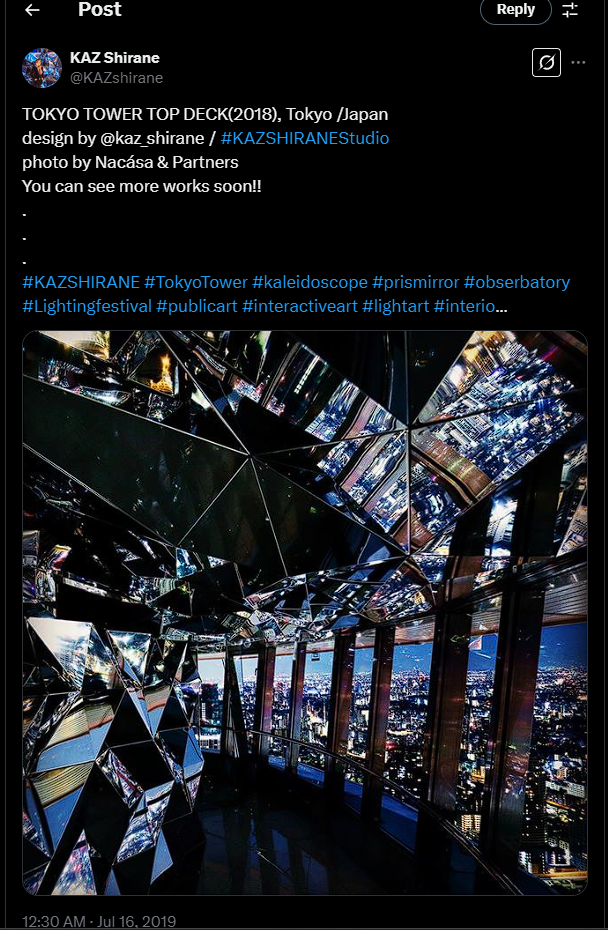 Post
Reply
KAZ Shirane
@KAZshirane
TOKYO TOWER TOP DECK(2018), Tokyo /Japan
design by @kaz_shirane / #KAZSHIRANEStudio
photo by Nacása & Partners
You can see more works soon!!
.
.
.
#KAZSHIRANE #TokyoTower #kaleidoscope #prismirror #obserbatory
#Lightingfestival #publicart #interactiveart #lightart #interio...
12:30 AM · Jul 16, 2019